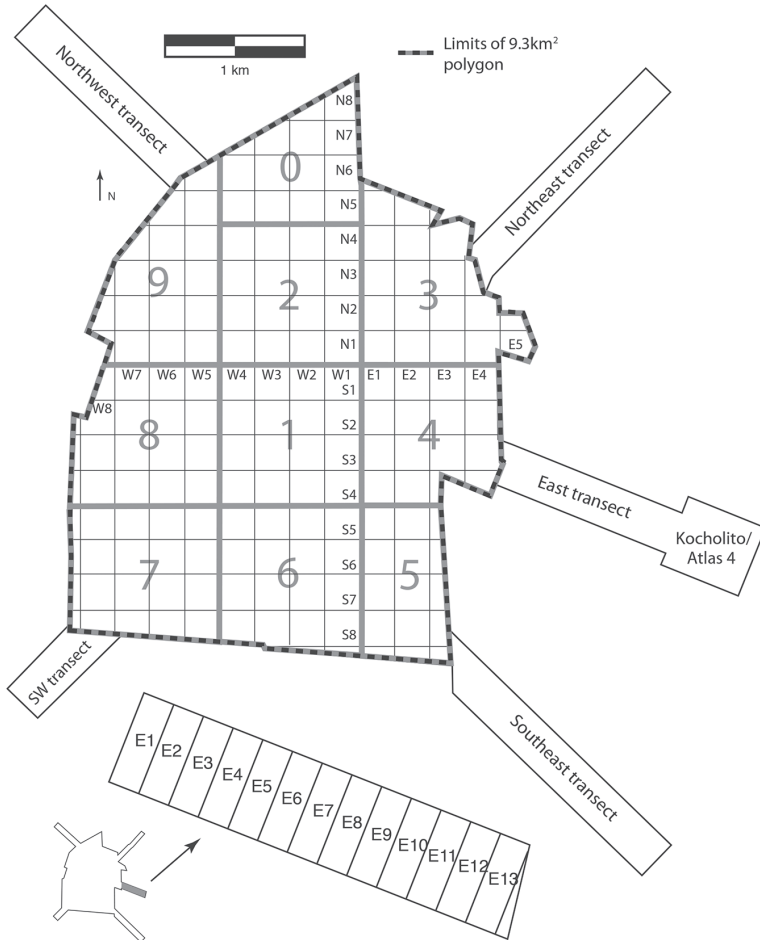 Northwest transect
1 km
Limits of 9.3km²
polygon
Northeast transect
N
N8
N7
0
N6
N5
N4
9
N3
2
3
N2
N1
E5
W7 W6 W5 W4 W3 W2 W1 E1 E2 E3 E4
S1
W8
S2
8
1
4
S3
S4
East transect
Kocholito/
Atlas 4
S5
7
6
S6
5
S7
S8
SW transect
Southeast transect
E1
E2
E3
E4
E5
E6
E7
E8
E9
E10
E11
E12
E13